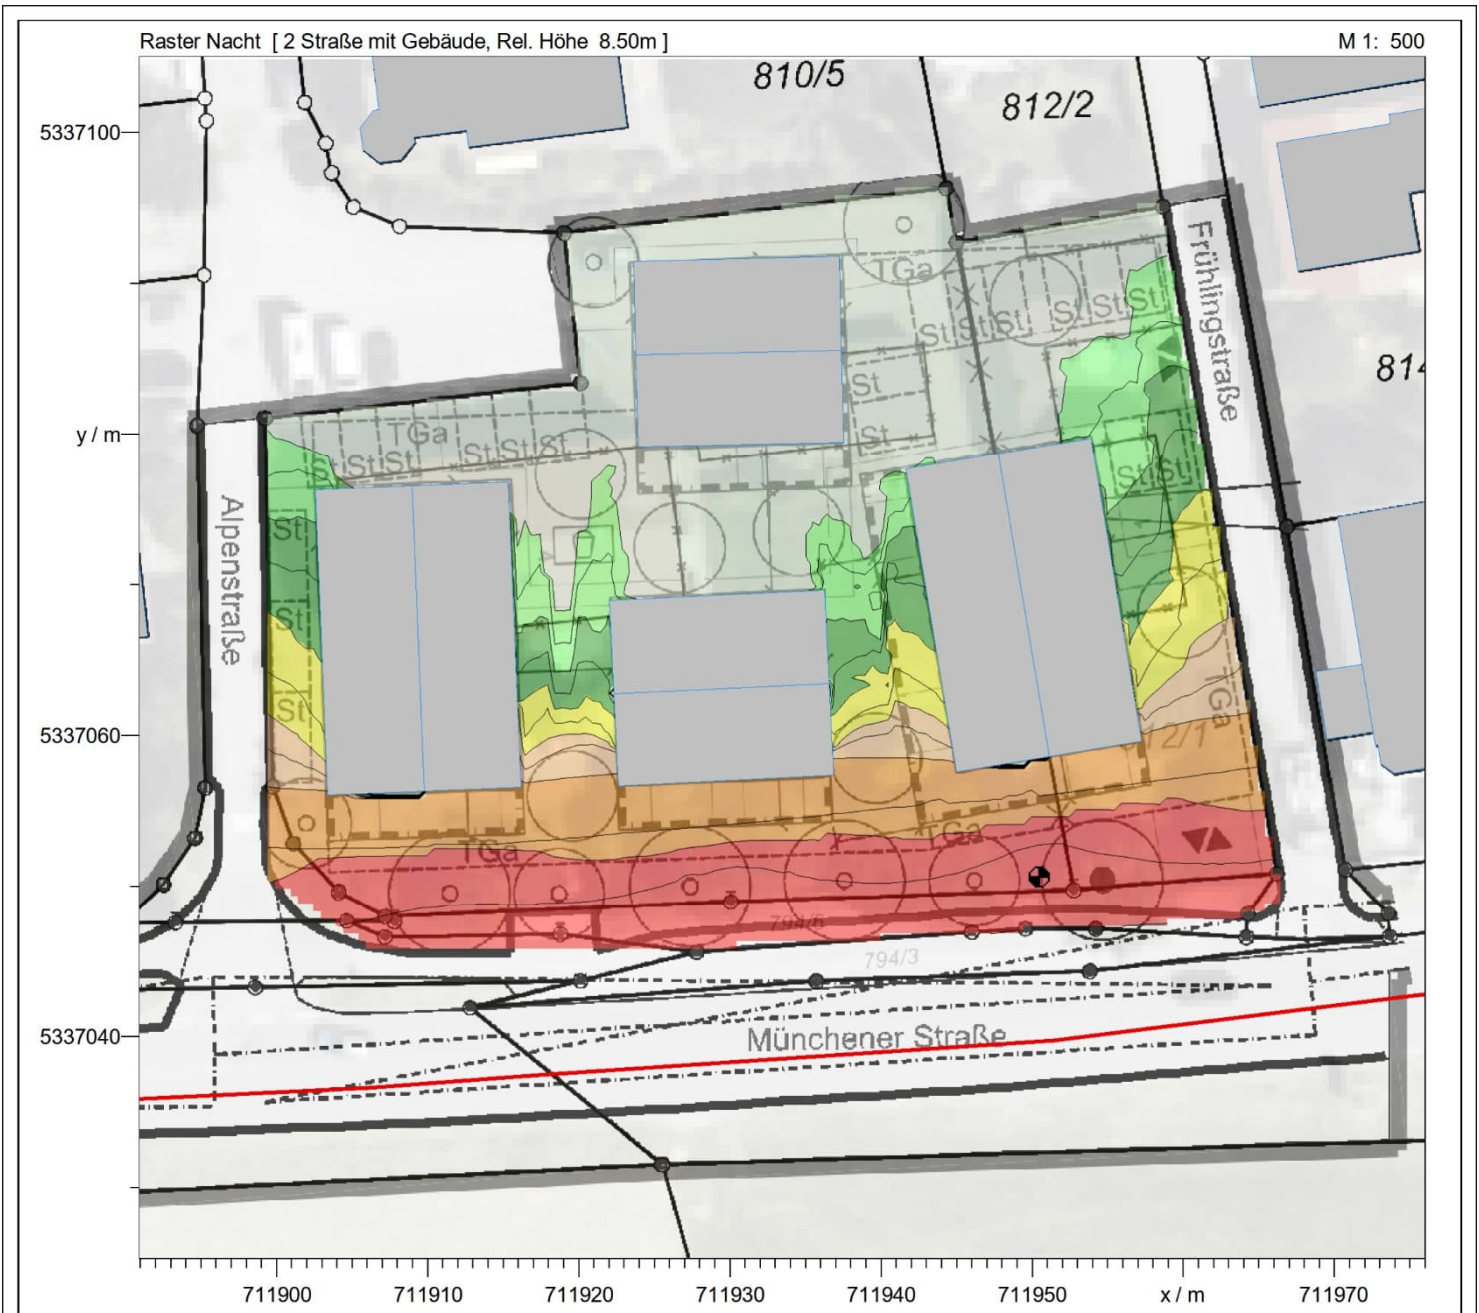 Raster Nacht [ 2 Straße mit Gebäude, Rel. Höhe 8.50m ]
M 1: 500
810/5
812/2
5337100
Frühlingstraße
TGa
St St St
St St St
814
St
y / m
TGa
St
St St St
St St St
St St
Alpenstraße
St
St
St
TGa
5337060
812/1
TGa
TGa
794/6
794/3
5337040
Münchener Straße
711900
711910
711920
711930
711940
711950
x / m
711970